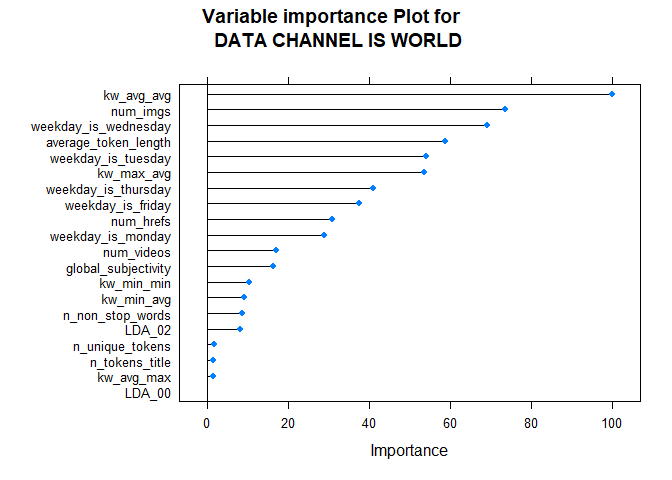 Variable importance Plot for
DATA CHANNEL IS WORLD
kw_avg_avg
num_imgs
weekday_is_wednesday
average_token_length
weekday_is_tuesday
kw_max_avg
weekday_is_thursday
weekday_is_friday
num_hrefs
weekday_is_monday
num_videos
global_subjectivity
kw_min_min
kw_min_avg
n_non_stop_words
LDA_02
n_unique_tokens
n_tokens_title
kw_avg_max
LDA_00
0 20 40 60 80 100
Importance